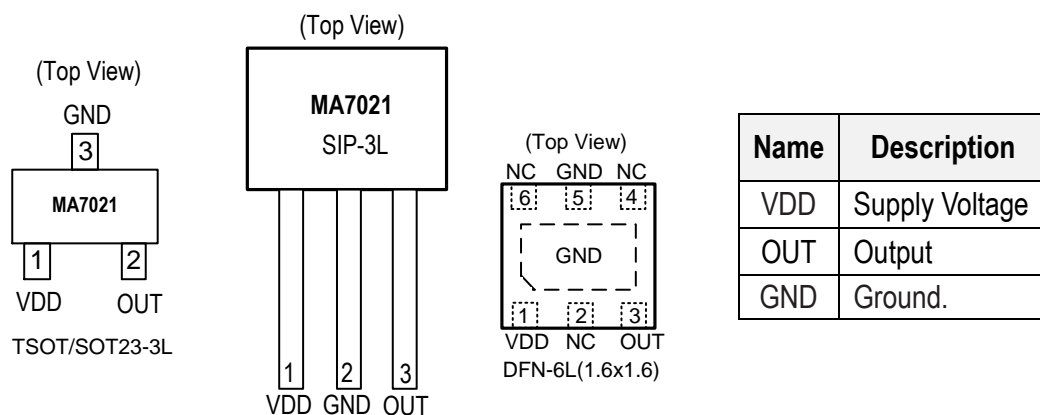 (Top View)
GND
3
MA7021
1 2
VDD OUT
TSOT/SOT23-3L
(Top View)
MA7021
SIP-3L
1 2 3
VDD GND OUT
(Top View)
NC GND NC
6 5 4
GND
1 2 3
VDD NC OUT
DFN-6L(1.6x1.6)
Name Description
VDD Supply Voltage
OUT Output
GND Ground.